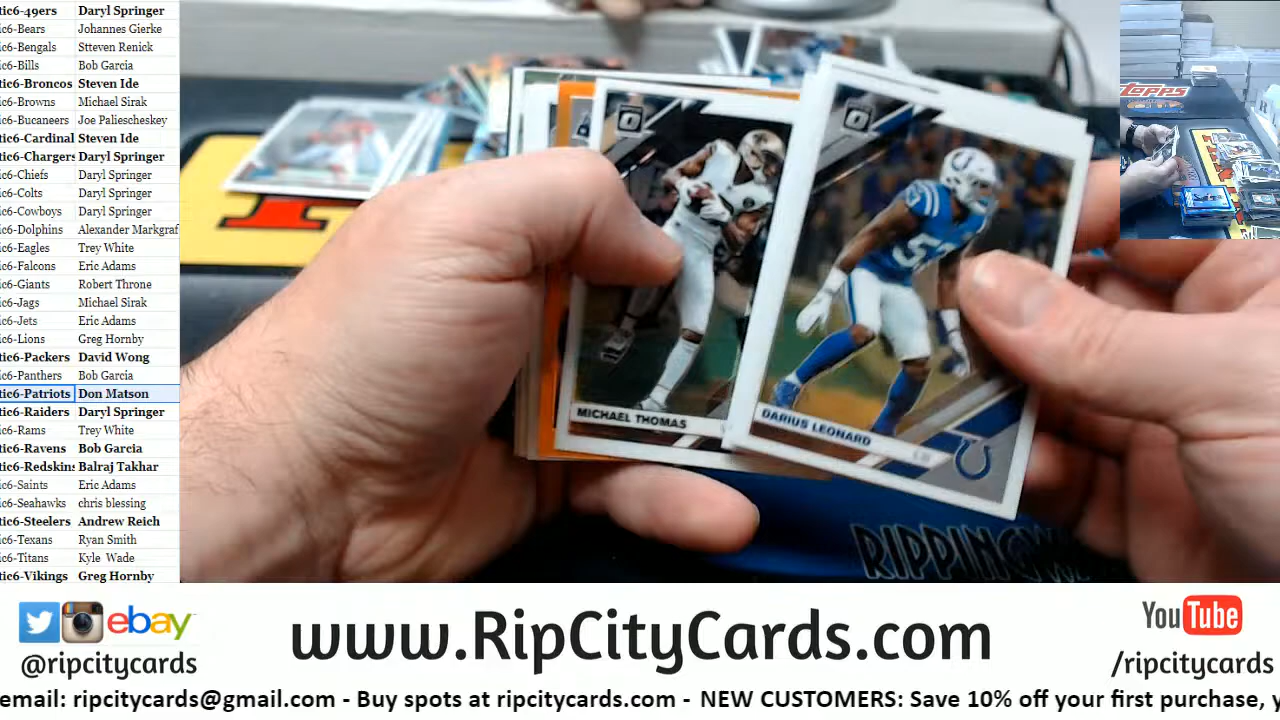 tic6-49ers Daryl Springer
ic6-Bears Johannes Gierke
ic6-Bengals Stteven Renick
ic6-Bills Bob Garcia
tic6-Broncos Steven Ide
ic6-Browns Michael Sirak
ic6-Bucaneers Joe Paliescheskey
tic6-Cardinal Steven Ide
tic6-Chargers Daryl Springer
ic6-Chiefs Daryl Springer
ic6-Colts Daryl Springer
ic6-Cowboys Daryl Springer
ic6-Dolphins Alexander Markgraf
ic6-Eagles Trey White
ic6-Falcons Eric Adams
ic6-Giants Robert Throne
ic6-Jags Michael Sirak
ic6-Jets Eric Adams
ic6-Lions Greg Hornby
tic6-Packers David Wong
ic6-Panthers Bob Garcia
tic6-Patriots Don Matson
tic6-Raiders Daryl Springer
ic6-Rams Trey White
tic6-Ravens Bob Garcia
tic6-Redskins Balraj Takhar
ic6-Saints Eric Adams
ic6-Seahawks chris blessing
tic6-Steelers Andrew Reich
ic6-Texans Ryan Smith
ic6-Titans Kyle Wade
tic6-Vikings Greg Hornby
MICHAEL THOMAS
DARIUS LEONARD
57
Topps
RIPPINGW
ebay
@ripcitycards
www.RipCityCards.com
YouTube
/ripcitycards
email: ripcitycards@gmail.com - Buy spots at ripcitycards.com - NEW CUSTOMERS: Save 10% off your first purchase, y